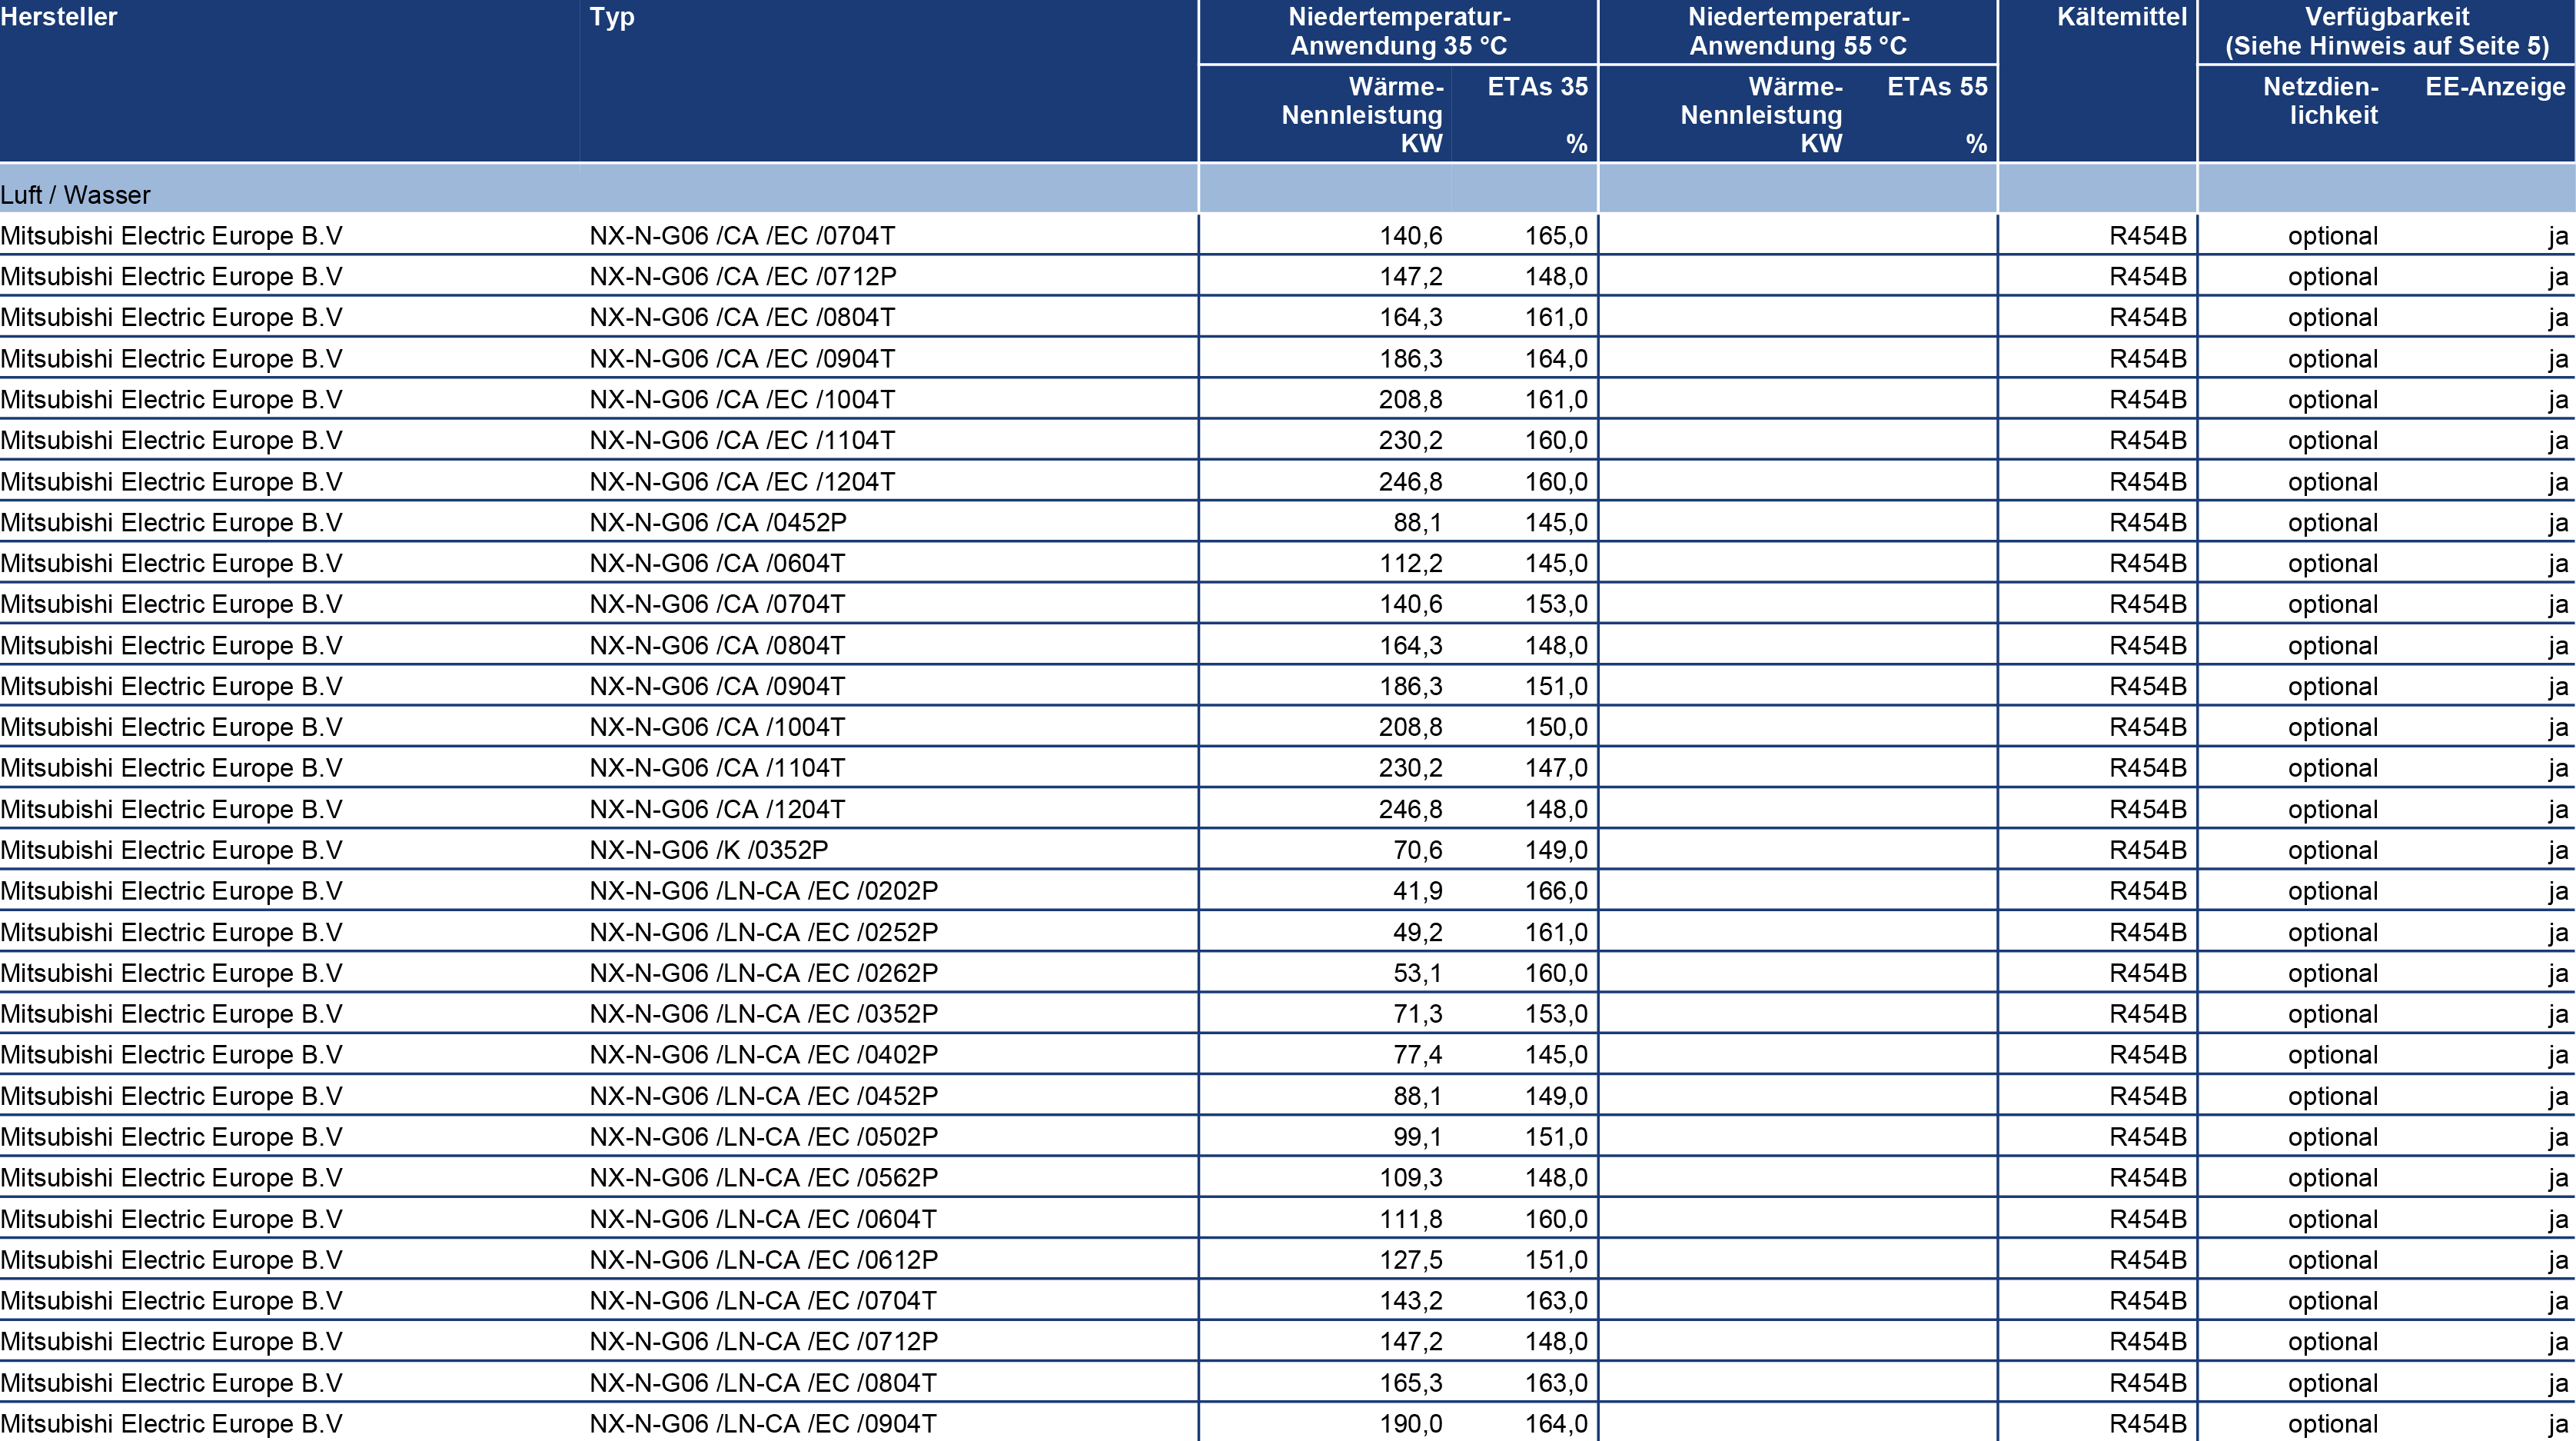 Hersteller Typ Niedertemperatur- Niedertemperatur- Kältemittel Verfügbarkeit
Anwendung 35 °C Anwendung 55 °C (Siehe Hinweis auf Seite 5)
Wärme- ETAs 35 Wärme- ETAs 55 Netzdien- EE-Anzeige
Nennleistung Nennleistung lichkeit
KW % KW %
Luft / Wasser
Mitsubishi Electric Europe B.V NX-N-G06 /CA /EC /0704T 140,6 165,0 R454B optional ja
Mitsubishi Electric Europe B.V NX-N-G06 /CA /EC /0712P 147,2 148,0 R454B optional ja
Mitsubishi Electric Europe B.V NX-N-G06 /CA /EC /0804T 164,3 161,0 R454B optional ja
Mitsubishi Electric Europe B.V NX-N-G06 /CA /EC /0904T 186,3 164,0 R454B optional ja
Mitsubishi Electric Europe B.V NX-N-G06 /CA /EC /1004T 208,8 161,0 R454B optional ja
Mitsubishi Electric Europe B.V NX-N-G06 /CA /EC /1104T 230,2 160,0 R454B optional ja
Mitsubishi Electric Europe B.V NX-N-G06 /CA /EC /1204T 246,8 160,0 R454B optional ja
Mitsubishi Electric Europe B.V NX-N-G06 /CA /0452P 88,1 145,0 R454B optional ja
Mitsubishi Electric Europe B.V NX-N-G06 /CA /0604T 112,2 145,0 R454B optional ja
Mitsubishi Electric Europe B.V NX-N-G06 /CA /0704T 140,6 153,0 R454B optional ja
Mitsubishi Electric Europe B.V NX-N-G06 /CA /0804T 164,3 148,0 R454B optional ja
Mitsubishi Electric Europe B.V NX-N-G06 /CA /0904T 186,3 151,0 R454B optional ja
Mitsubishi Electric Europe B.V NX-N-G06 /CA /1004T 208,8 150,0 R454B optional ja
Mitsubishi Electric Europe B.V NX-N-G06 /CA /1104T 230,2 147,0 R454B optional ja
Mitsubishi Electric Europe B.V NX-N-G06 /CA /1204T 246,8 148,0 R454B optional ja
Mitsubishi Electric Europe B.V NX-N-G06 /K /0352P 70,6 149,0 R454B optional ja
Mitsubishi Electric Europe B.V NX-N-G06 /LN-CA /EC /0202P 41,9 166,0 R454B optional ja
Mitsubishi Electric Europe B.V NX-N-G06 /LN-CA /EC /0252P 49,2 161,0 R454B optional ja
Mitsubishi Electric Europe B.V NX-N-G06 /LN-CA /EC /0262P 53,1 160,0 R454B optional ja
Mitsubishi Electric Europe B.V NX-N-G06 /LN-CA /EC /0352P 71,3 153,0 R454B optional ja
Mitsubishi Electric Europe B.V NX-N-G06 /LN-CA /EC /0402P 77,4 145,0 R454B optional ja
Mitsubishi Electric Europe B.V NX-N-G06 /LN-CA /EC /0452P 88,1 149,0 R454B optional ja
Mitsubishi Electric Europe B.V NX-N-G06 /LN-CA /EC /0502P 99,1 151,0 R454B optional ja
Mitsubishi Electric Europe B.V NX-N-G06 /LN-CA /EC /0562P 109,3 148,0 R454B optional ja
Mitsubishi Electric Europe B.V NX-N-G06 /LN-CA /EC /0604T 111,8 160,0 R454B optional ja
Mitsubishi Electric Europe B.V NX-N-G06 /LN-CA /EC /0612P 127,5 151,0 R454B optional ja
Mitsubishi Electric Europe B.V NX-N-G06 /LN-CA /EC /0704T 143,2 163,0 R454B optional ja
Mitsubishi Electric Europe B.V NX-N-G06 /LN-CA /EC /0712P 147,2 148,0 R454B optional ja
Mitsubishi Electric Europe B.V NX-N-G06 /LN-CA /EC /0804T 165,3 163,0 R454B optional ja
Mitsubishi Electric Europe B.V NX-N-G06 /LN-CA /EC /0904T 190,0 164,0 R454B optional ja